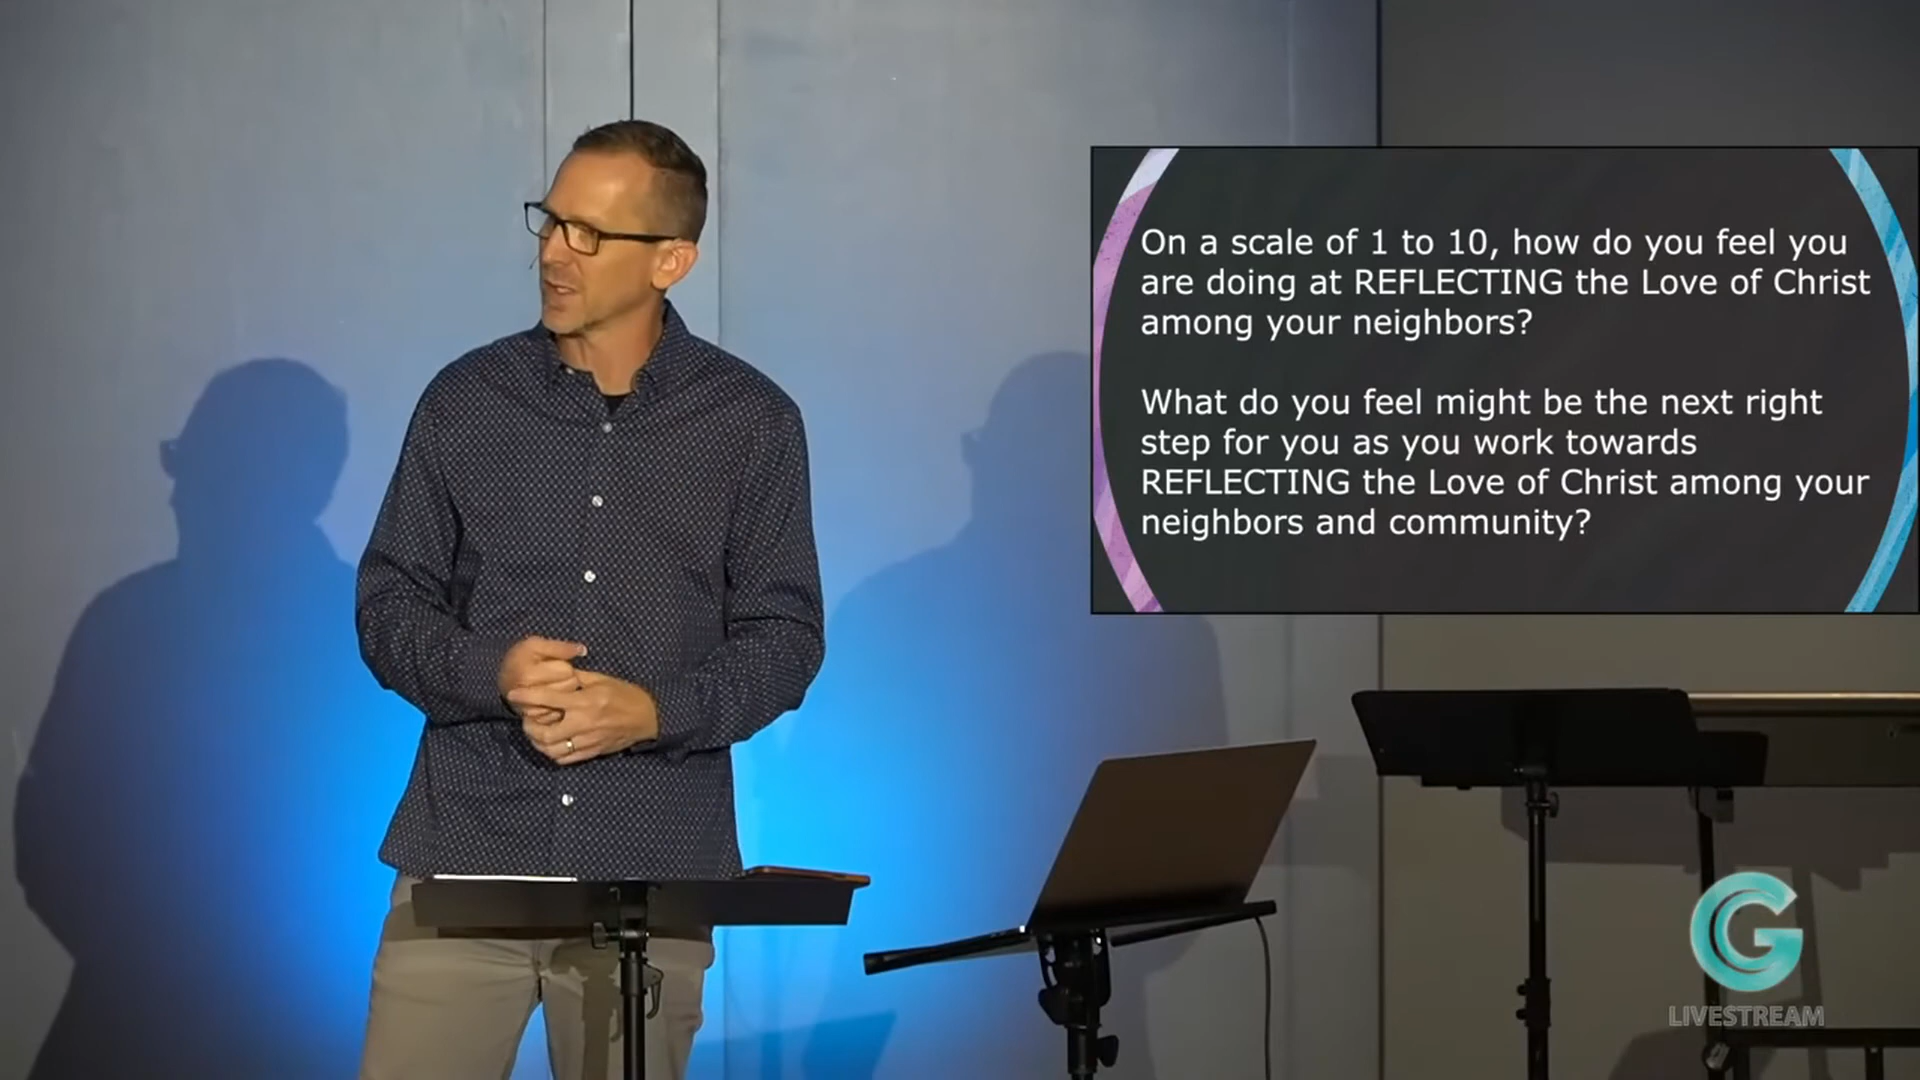 On a scale of 1 to 10, how do you feel you
are doing at REFLECTING the Love of Christ
among your neighbors?
What do you feel might be the next right
step for you as you work towards
REFLECTING the Love of Christ among your
neighbors and community?
G
LIVESTREAM